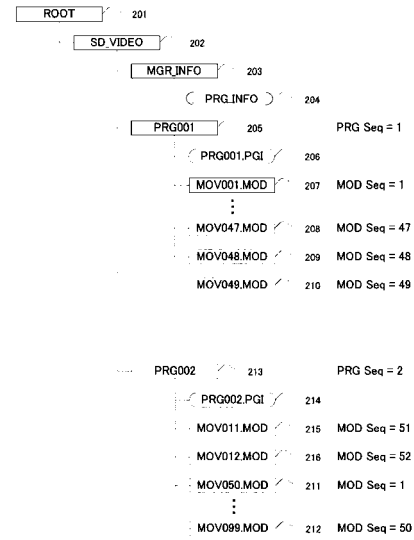 ROOT 201
SD_VIDEO 202
MGR_INFO 203
PRG_INFO 204
PRG001 205 PRG Seq = 1
PRG001.PGI 206
MOV001.MOD 207 MOD Seq = 1
MOV047.MOD 208 MOD Seq = 47
MOV048.MOD 209 MOD Seq = 48
MOV049.MOD 210 MOD Seq = 49
PRG002 213 PRG Seq = 2
PRG002.PGI 214
MOV011.MOD 215 MOD Seq = 51
MOV012.MOD 216 MOD Seq = 52
MOV050.MOD 211 MOD Seq = 1
MOV099.MOD 212 MOD Seq = 50